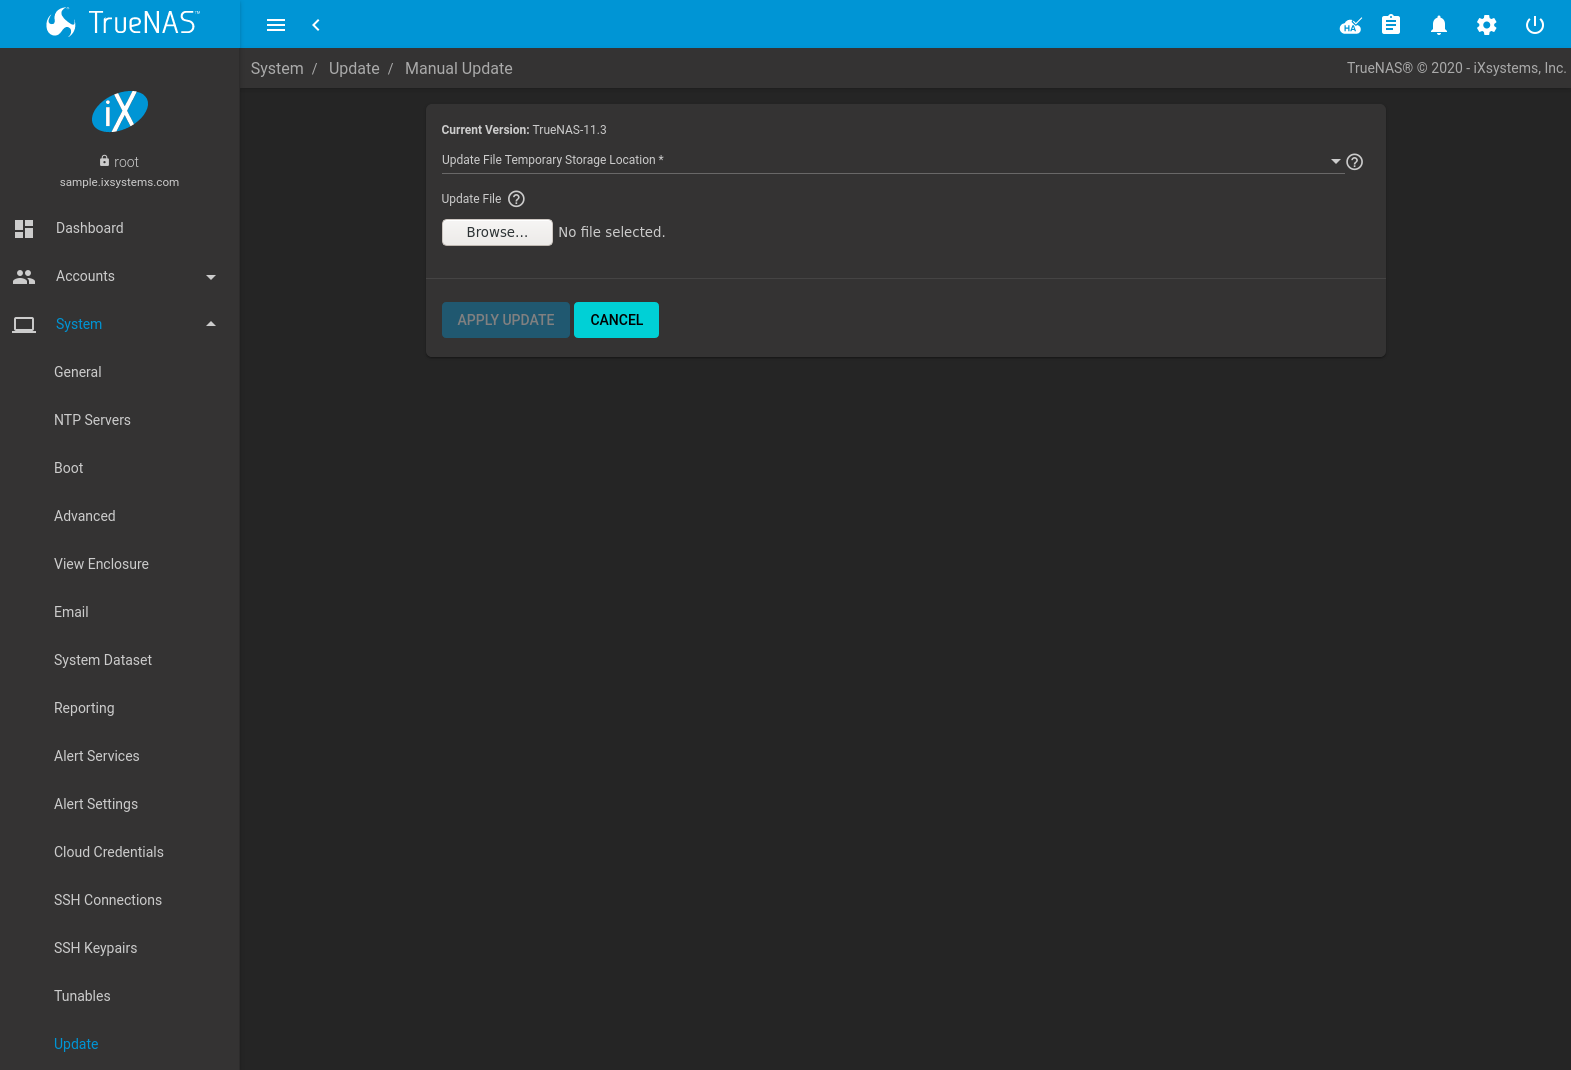 TrueNAS™
HA
System / Update / Manual Update
TrueNAS® © 2020 - iXsystems, Inc.
iX
root
sample.ixsystems.com
Dashboard
Accounts
System
General
NTP Servers
Boot
Advanced
View Enclosure
Email
System Dataset
Reporting
Alert Services
Alert Settings
Cloud Credentials
SSH Connections
SSH Keypairs
Tunables
Update
Current Version: TrueNAS-11.3
Update File Temporary Storage Location *
Update File
Browse... No file selected.
APPLY UPDATE CANCEL